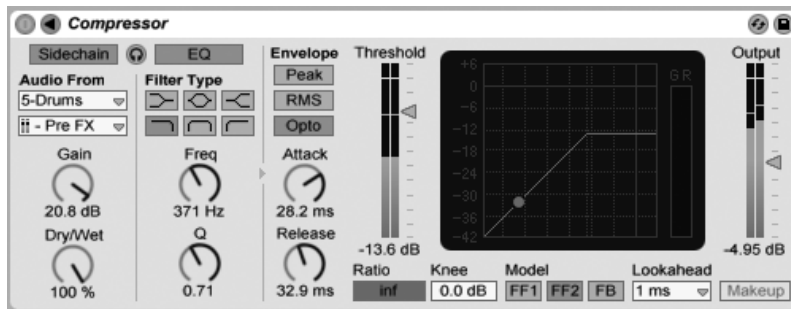 Compressor
Sidechain EQ
Audio From
5-Drums
- Pre FX
Gain
20.8 dB
Dry/Wet
100 %
Filter Type
Freq
371 Hz
Q
0.71
Envelope
Peak
RMS
Opto
Attack
28.2 ms
Release
32.9 ms
Threshold
-13.6 dB
+6
0
-6
-12
-18
-24
-30
-36
-42
GR
Output
-4.95 dB
Ratio
inf
Knee
0.0 dB
Model
FF1 FF2 FB
Lookahead
1 ms
Makeup